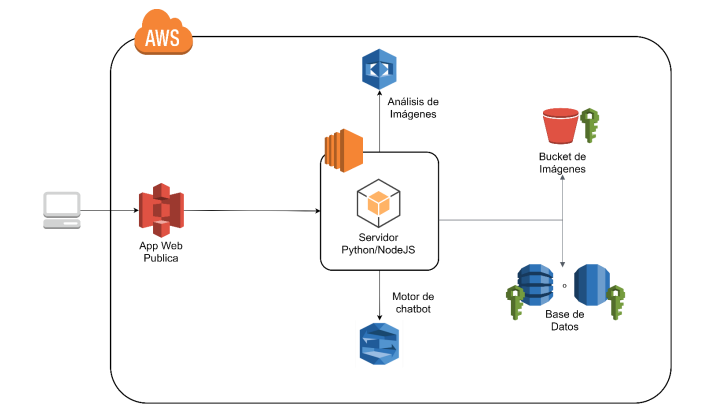 AWS
Análisis de
Imágenes
Bucket de
Imágenes
App Web
Publica
Servidor
Python/NodeJS
Motor de
chatbot
o
Base de
Datos